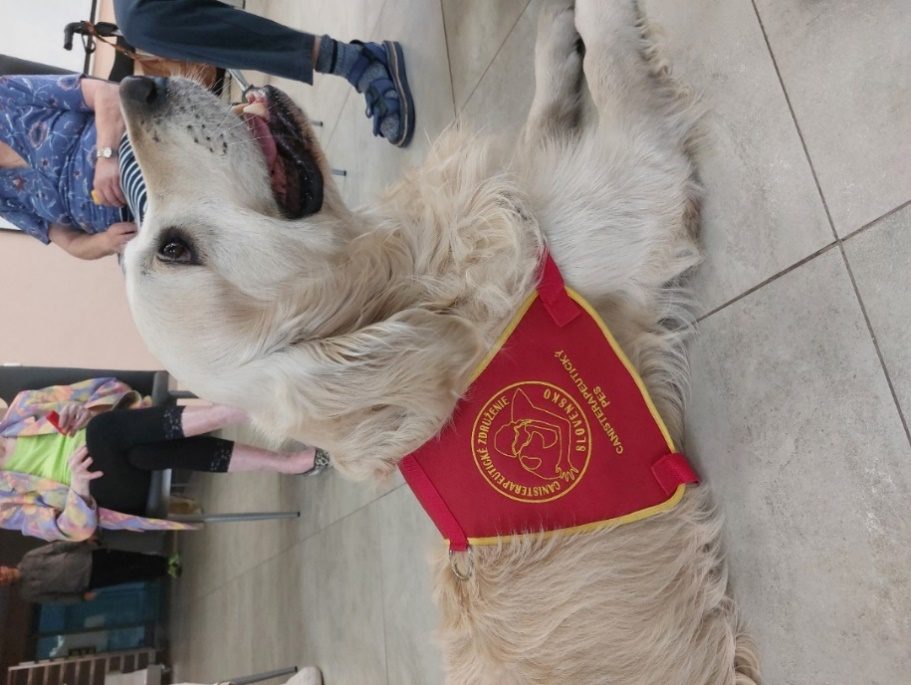 CANISTERAPEUTICKÉ ZDRUŽENIE
SLOVENSKO
CANISTERAPEUTICKÝ
PES